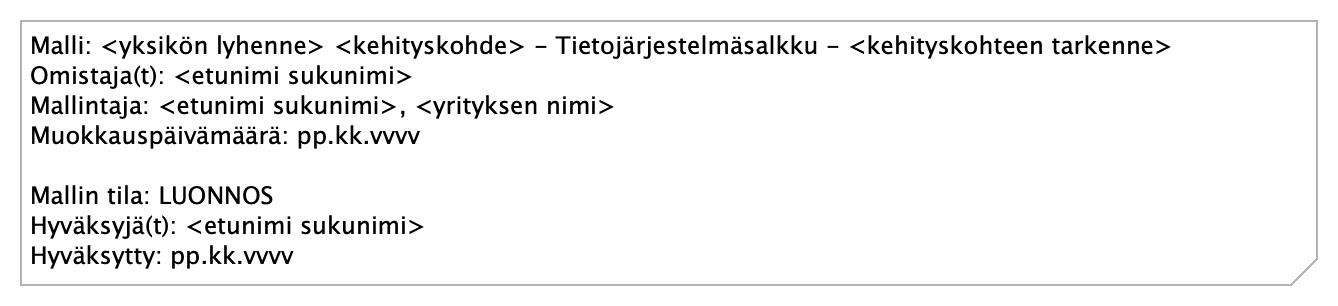 Malli: <yksikön lyhenne> <kehityskohde> – Tietojärjestelmäsalkku – <kehityskohteen tarkenne>
Omistaja(t): <etunimi sukunimi>
Mallintaja: <etunimi sukunimi>, <yrityksen nimi>
Muokkauspäivämäärä: pp.kk.vvvv
Mallin tila: LUONNOS
Hyväksyjä(t): <etunimi sukunimi>
Hyväksytty: pp.kk.vvvv